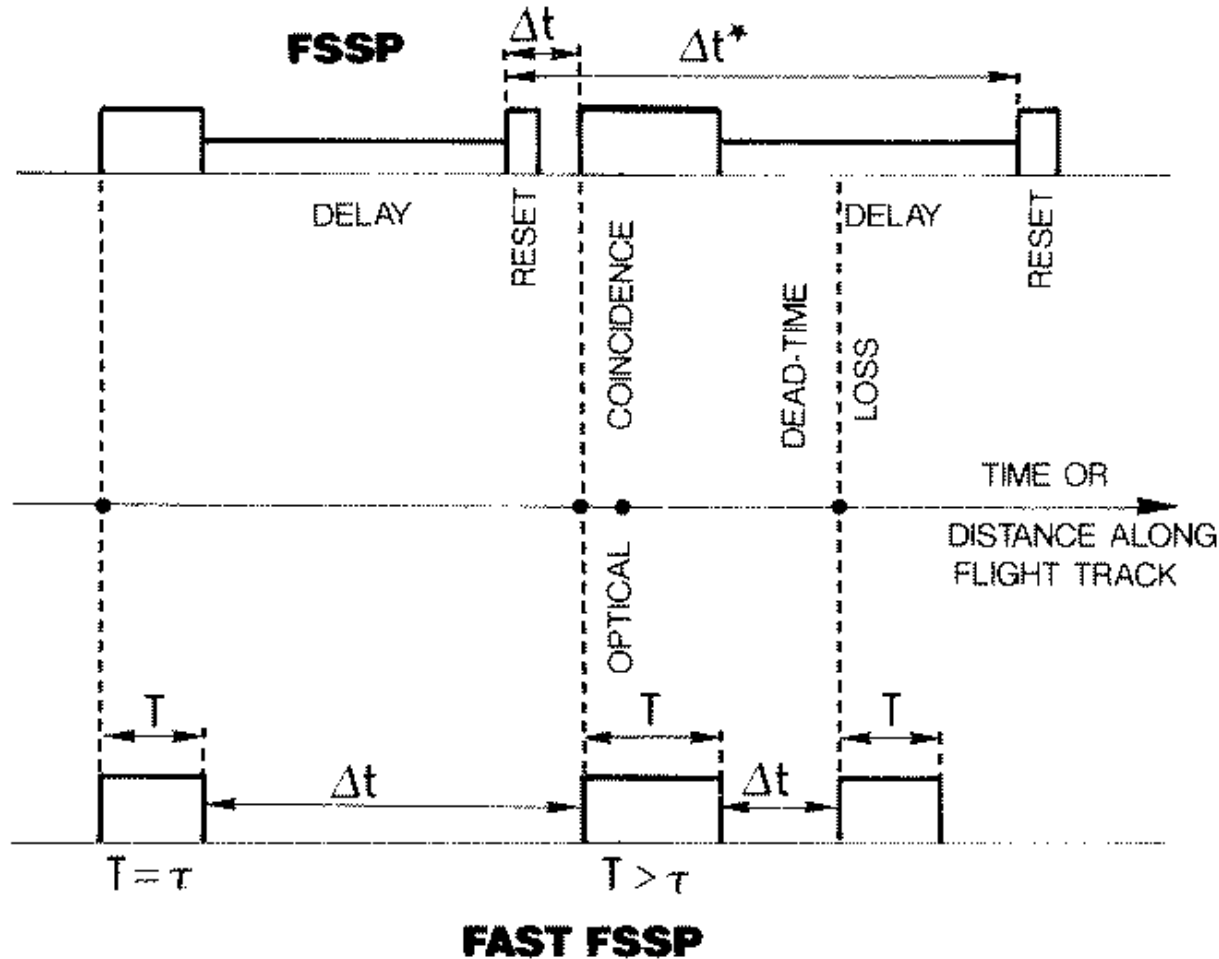 FSSP
Δt
Δt*
DELAY
RESET
COINCIDENCE
DEAD-TIME
LOSS
DELAY
RESET
TIME OR
DISTANCE ALONG
FLIGHT TRACK
OPTICAL
T
Δt
T
Δt
T
T = τ
T > τ
FAST FSSP